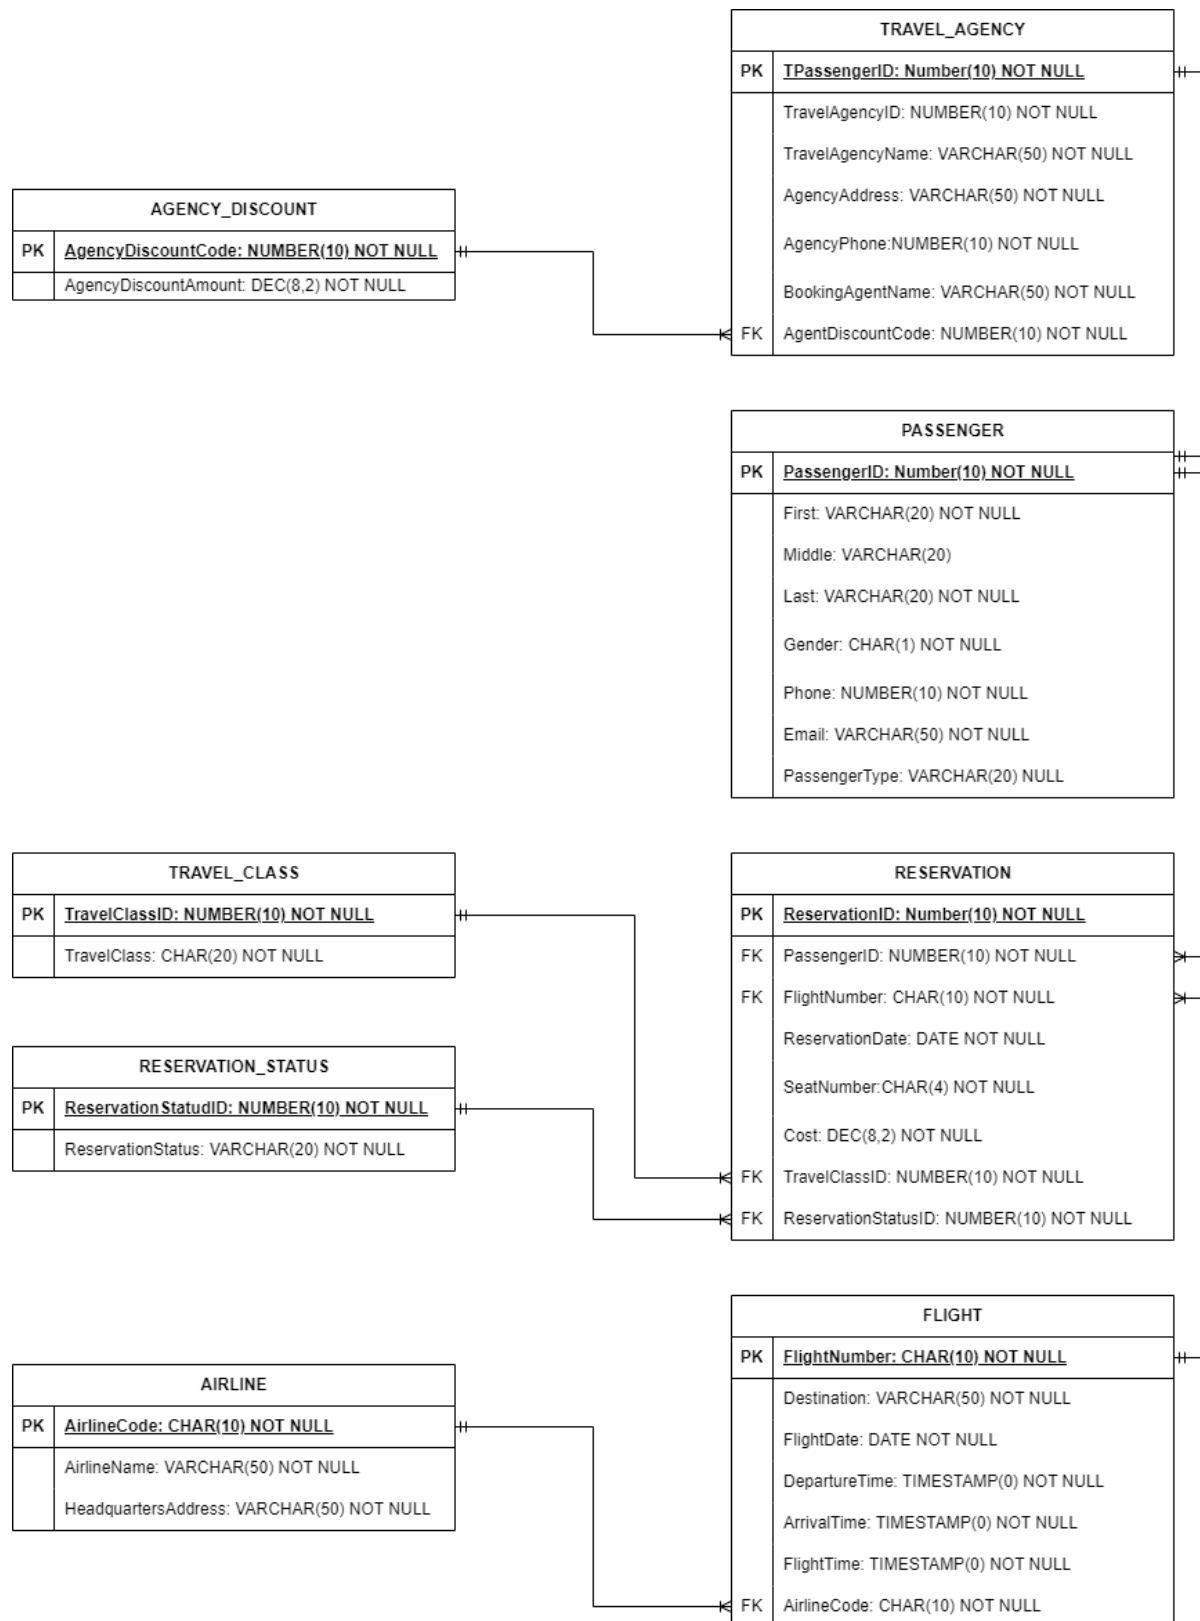 TRAVEL_AGENCY
PK TPassengerID: Number(10) NOT NULL
TravelAgencyID: NUMBER(10) NOT NULL
TravelAgencyName: VARCHAR(50) NOT NULL
AgencyAddress: VARCHAR(50) NOT NULL
AgencyPhone:NUMBER(10) NOT NULL
BookingAgentName: VARCHAR(50) NOT NULL
FK AgentDiscountCode: NUMBER(10) NOT NULL
AGENCY_DISCOUNT
PK AgencyDiscountCode: NUMBER(10) NOT NULL
AgencyDiscountAmount: DEC(8,2) NOT NULL
PASSENGER
PK PassengerID: Number(10) NOT NULL
First: VARCHAR(20) NOT NULL
Middle: VARCHAR(20)
Last: VARCHAR(20) NOT NULL
Gender: CHAR(1) NOT NULL
Phone: NUMBER(10) NOT NULL
Email: VARCHAR(50) NOT NULL
PassengerType: VARCHAR(20) NULL
TRAVEL_CLASS
PK TravelClassID: NUMBER(10) NOT NULL
TravelClass: CHAR(20) NOT NULL
RESERVATION_STATUS
PK ReservationStatudID: NUMBER(10) NOT NULL
ReservationStatus: VARCHAR(20) NOT NULL
RESERVATION
PK ReservationID: Number(10) NOT NULL
FK PassengerID: NUMBER(10) NOT NULL
FK FlightNumber: CHAR(10) NOT NULL
ReservationDate: DATE NOT NULL
SeatNumber:CHAR(4) NOT NULL
Cost: DEC(8,2) NOT NULL
FK TravelClassID: NUMBER(10) NOT NULL
FK ReservationStatusID: NUMBER(10) NOT NULL
AIRLINE
PK AirlineCode: CHAR(10) NOT NULL
AirlineName: VARCHAR(50) NOT NULL
HeadquartersAddress: VARCHAR(50) NOT NULL
FLIGHT
PK FlightNumber: CHAR(10) NOT NULL
Destination: VARCHAR(50) NOT NULL
FlightDate: DATE NOT NULL
DepartureTime: TIMESTAMP(0) NOT NULL
ArrivalTime: TIMESTAMP(0) NOT NULL
FlightTime: TIMESTAMP(0) NOT NULL
FK AirlineCode: CHAR(10) NOT NULL